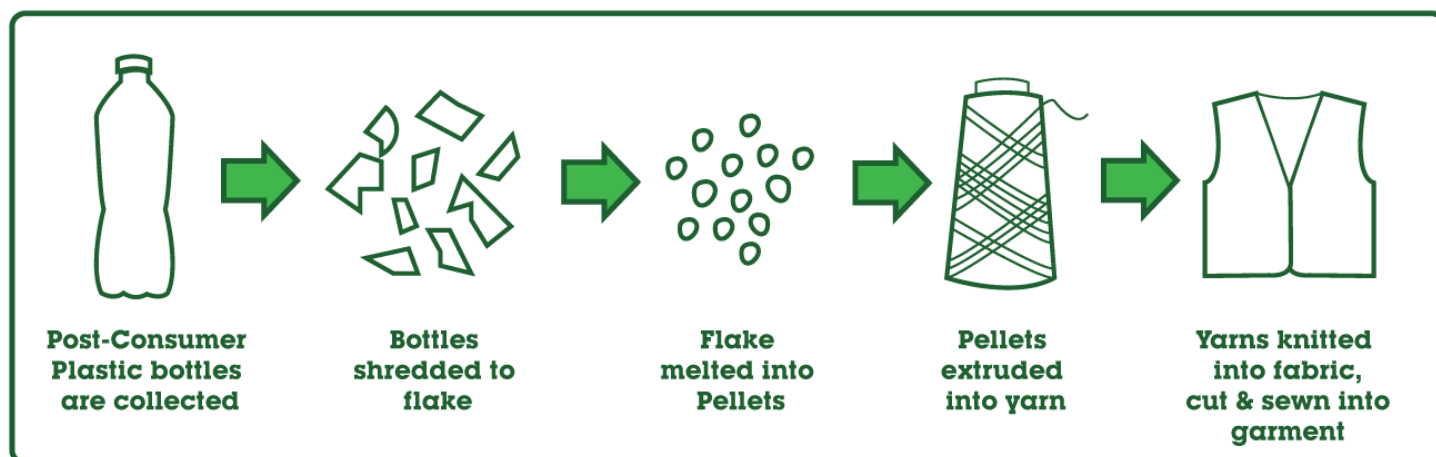 Post-Consumer
Plastic bottles
are collected
Bottles
shredded to
flake
Flake
melted into
Pellets
Pellets
extruded
into yarn
Yarns knitted
into fabric,
cut & sewn into
garment